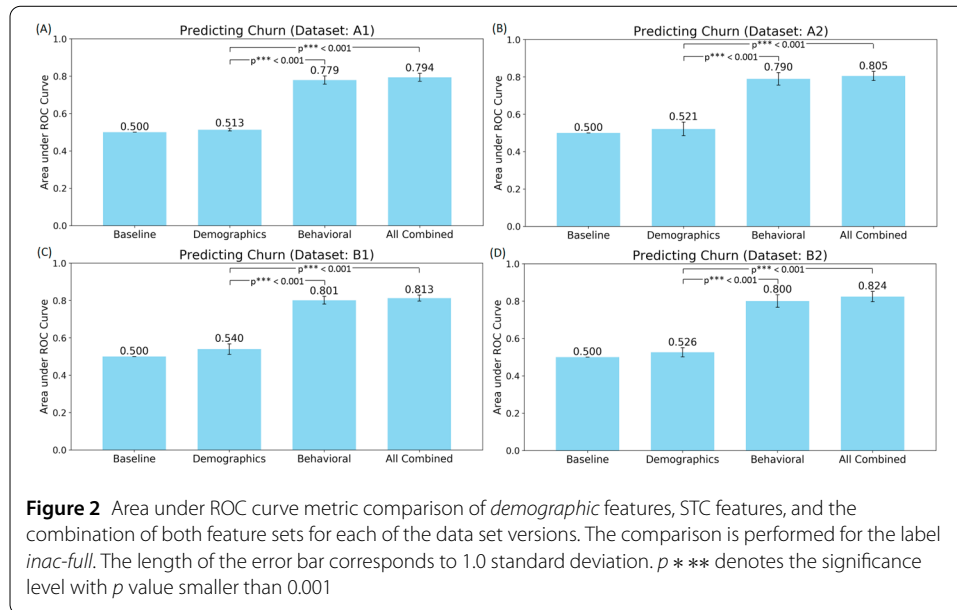 (A)
Predicting Churn (Dataset: A1)
1.0
0.8
0.6
0.4
0.2
0.0
Area under ROC Curve
p*** < 0.001
p*** < 0.001
0.500
0.513
0.779
0.794
Baseline
Demographics
Behavioral
All Combined
(B)
Predicting Churn (Dataset: A2)
1.0
0.8
0.6
0.4
0.2
0.0
Area under ROC Curve
p*** < 0.001
p*** < 0.001
0.500
0.521
0.790
0.805
Baseline
Demographics
Behavioral
All Combined
(C)
Predicting Churn (Dataset: B1)
1.0
0.8
0.6
0.4
0.2
0.0
Area under ROC Curve
p*** < 0.001
p*** < 0.001
0.500
0.540
0.801
0.813
Baseline
Demographics
Behavioral
All Combined
(D)
Predicting Churn (Dataset: B2)
1.0
0.8
0.6
0.4
0.2
0.0
Area under ROC Curve
p*** < 0.001
p*** < 0.001
0.500
0.526
0.800
0.824
Baseline
Demographics
Behavioral
All Combined
Figure 2 Area under ROC curve metric comparison of demographic features, STC features, and the
combination of both feature sets for each of the data set versions. The comparison is performed for the label
inac-full. The length of the error bar corresponds to 1.0 standard deviation. p * ** denotes the significance
level with p value smaller than 0.001